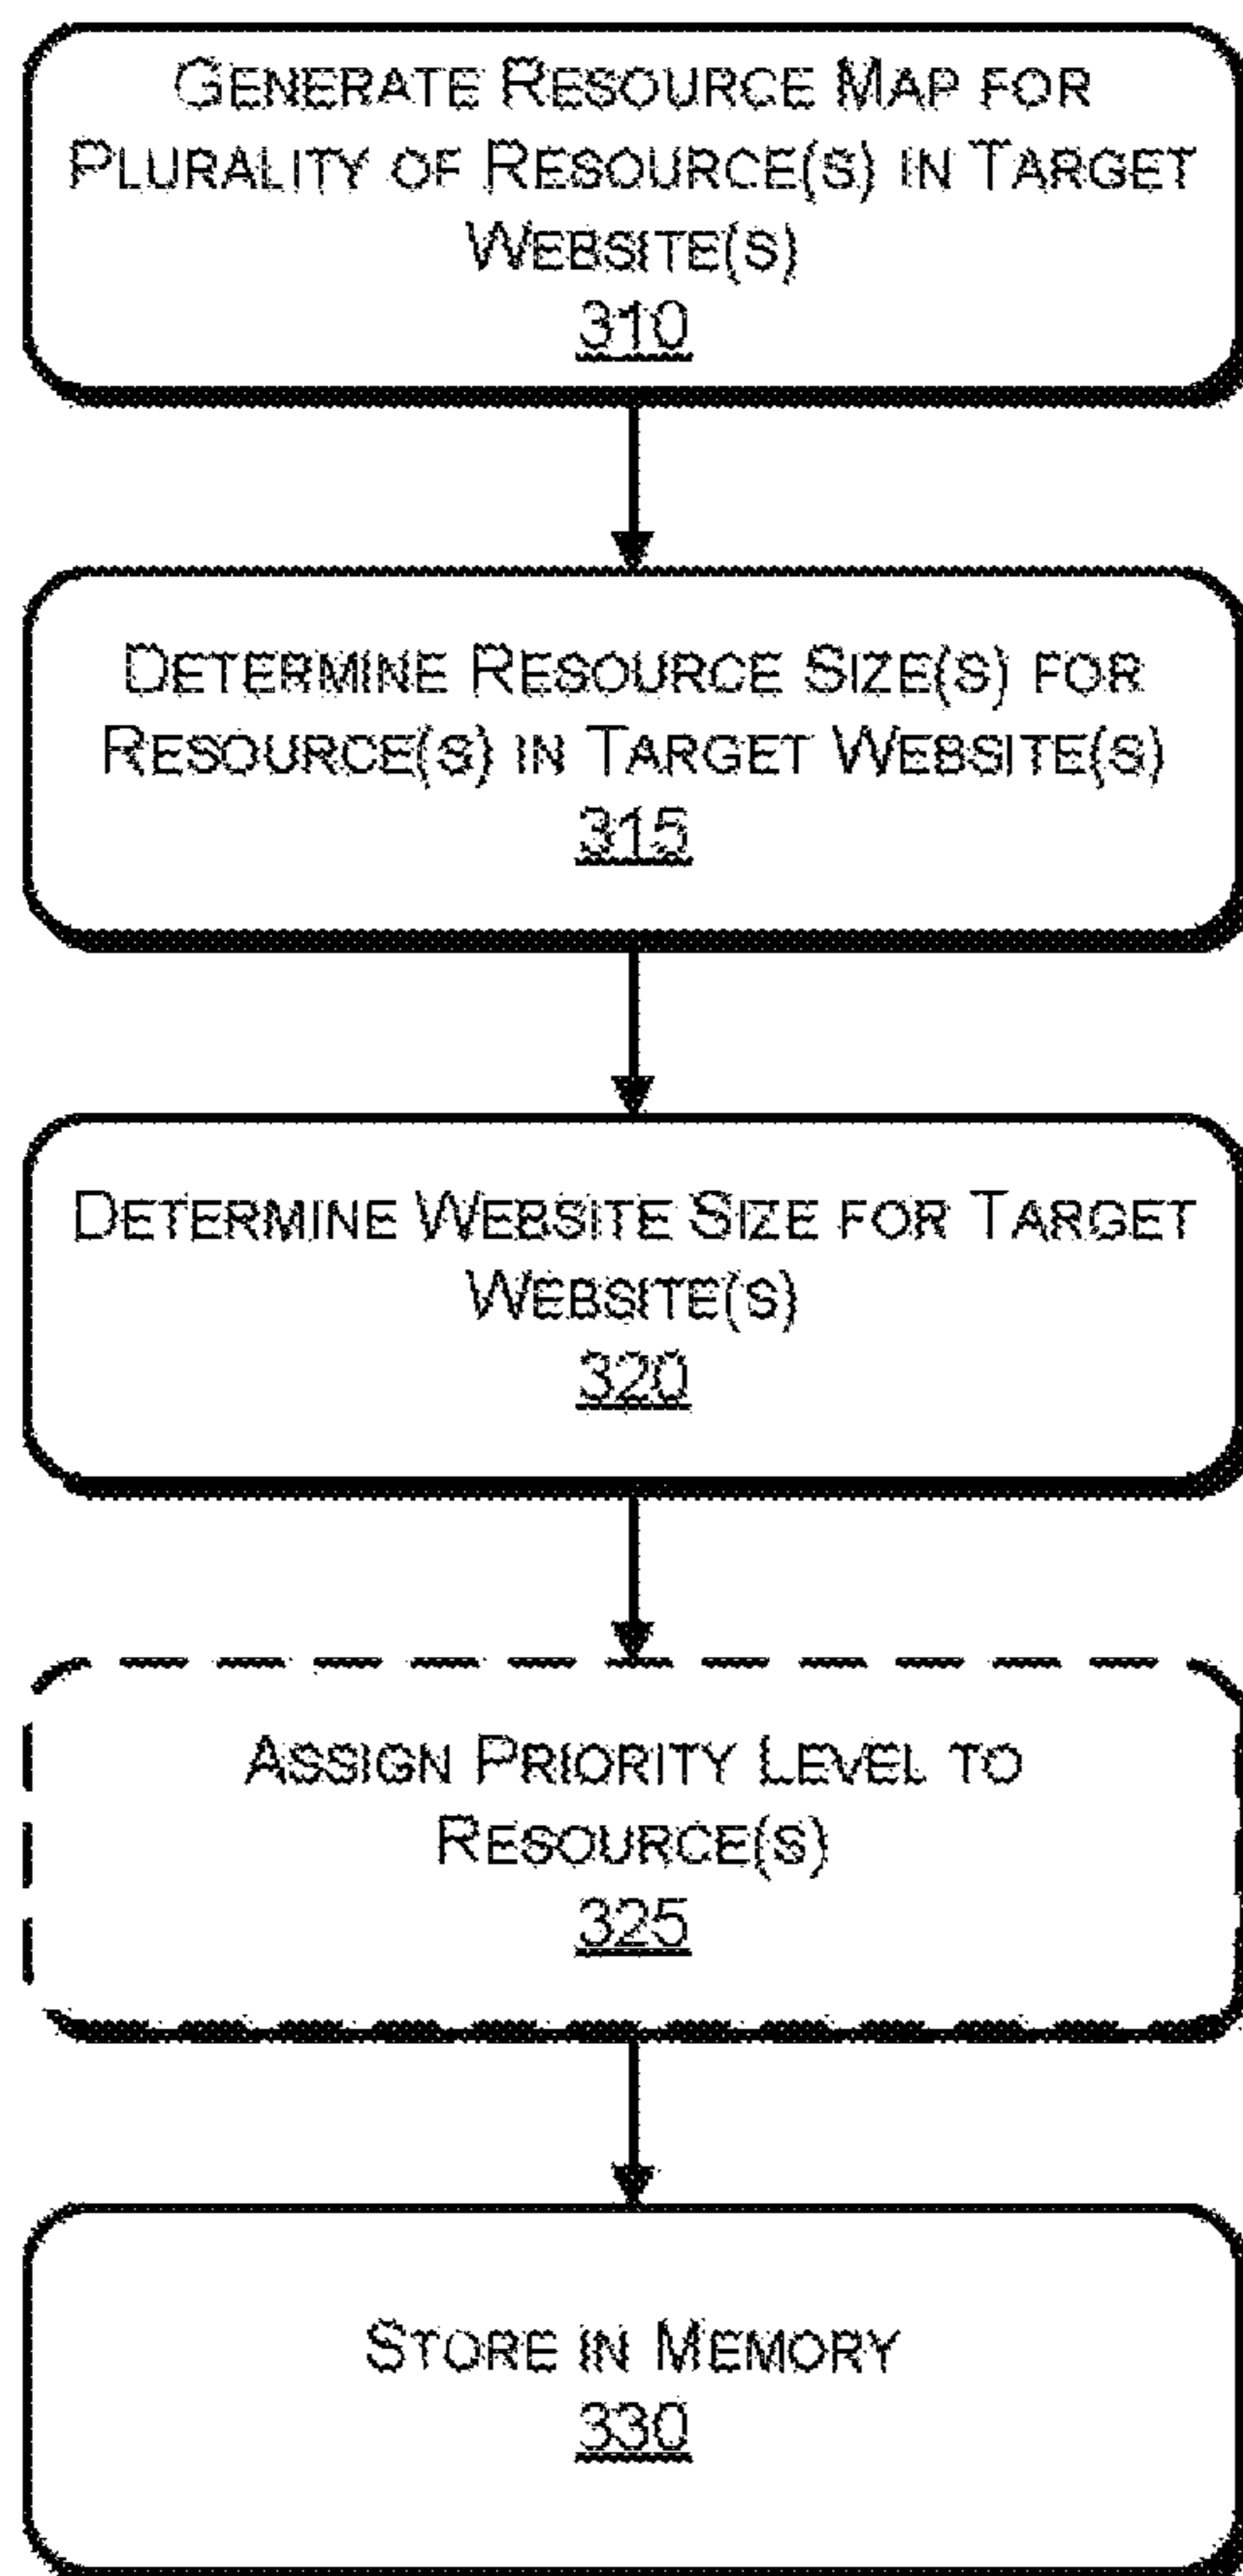 GENERATE RESOURCE MAP FOR
PLURALITY OF RESOURCE(S) IN TARGET
WEBSITE(S)
310
DETERMINE RESOURCE SIZE(S) FOR
RESOURCE(S) IN TARGET WEBSITE(S)
315
DETERMINE WEBSITE SIZE FOR TARGET
WEBSITE(S)
320
ASSIGN PRIORITY LEVEL TO
RESOURCE(S)
325
STORE IN MEMORY
330